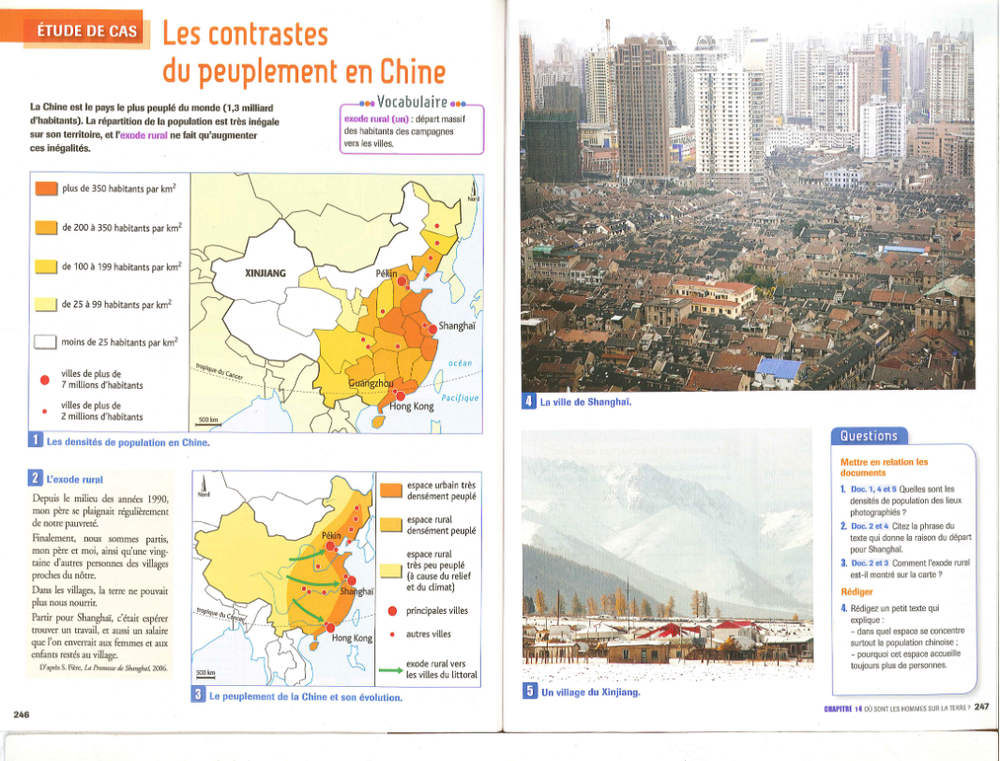 ÉTUDE DE CAS
Les contrastes
du peuplement en Chine
La Chine est le pays le plus peuplé du monde (1,3 milliard
d'habitants). La répartition de la population est très inégale
sur son territoire, et l'exode rural ne fait qu'augmenter
ces inégalités.
Vocabulaire
exode rural (un) : départ massif
des habitants des campagnes
vers les villes.
plus de 350 habitants par km²
de 200 à 350 habitants par km²
de 100 à 199 habitants par km²
de 25 à 99 habitants par km²
moins de 25 habitants par km²
villes de plus de
7 millions d'habitants
villes de plus de
2 millions d'habitants
Nord
XINJIANG
Pékin
Shanghaï
océan
Pacifique
tropique du Cancer
Guangzhou
Hong Kong
500 km
1 Les densités de population en Chine.
2 L'exode rural
Depuis le milieu des années 1990,
mon père se plaignait régulièrement
de notre pauvreté.
Finalement, nous sommes partis,
mon père et moi, ainsi qu'une ving-
taine d'autres personnes des villages
proches du nôtre.
Dans les villages, la terre ne pouvait
plus nous nourrir.
Partir pour Shanghaï, c'était espérer
trouver un travail, et aussi un salaire
que l'on enverrait aux femmes et aux
enfants restés au village.
D'après S. Fière, La Promesse de Shanghaï, 2006.
Nord
Pékin
Shanghaï
tropique du Cancer
Hong Kong
500 km
espace urbain très
densément peuplé
espace rural
densément peuplé
espace rural
très peu peuplé
(à cause du relief
et du climat)
principales villes
autres villes
exode rural vers
les villes du littoral
3 Le peuplement de la Chine et son évolution.
246
4 La ville de Shanghaï.
5 Un village du Xinjiang.
Questions
Mettre en relation les
documents
1. Doc. 1, 4 et 5 Quelles sont les
densités de population des lieux
photographiés ?
2. Doc. 2 et 4 Citez la phrase du
texte qui donne la raison du départ
pour Shanghaï.
3. Doc. 2 et 3 Comment l'exode rural
est-il montré sur la carte ?
Rédiger
4. Rédigez un petit texte qui
explique :
– dans quel espace se concentre
surtout la population chinoise ;
– pourquoi cet espace accueille
toujours plus de personnes.
CHAPITRE 14 OÙ SONT LES HOMMES SUR LA TERRE ? 247